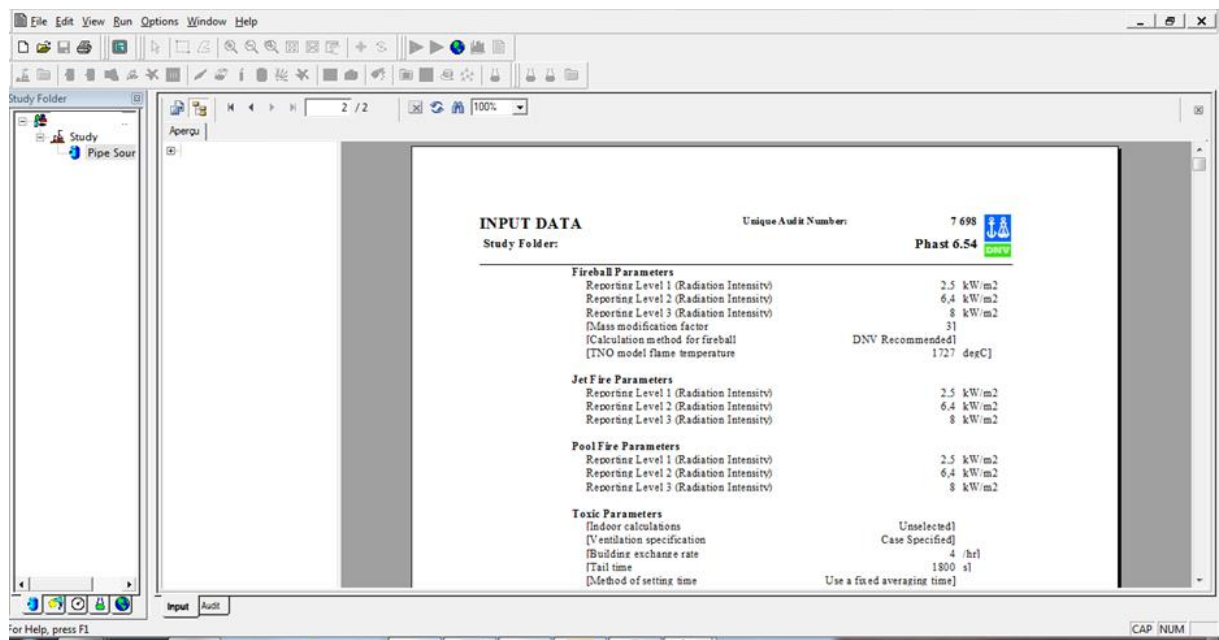 File Edit View Run Options Window Help
Study Folder
Study
Pipe Sour
2 / 2
100%
Aperçu
INPUT DATA
Unique Audit Number: 7 698
Study Folder:
Phast 6.54
DNV
Fireball Parameters
Reporting Level 1 (Radiation Intensity) 2.5 kW/m2
Reporting Level 2 (Radiation Intensity) 6,4 kW/m2
Reporting Level 3 (Radiation Intensity) 8 kW/m2
[Mass modification factor 3]
[Calculation method for fireball DNV Recommended]
[TNO model flame temperature 1727 degC]
Jet Fire Parameters
Reporting Level 1 (Radiation Intensity) 2.5 kW/m2
Reporting Level 2 (Radiation Intensity) 6,4 kW/m2
Reporting Level 3 (Radiation Intensity) 8 kW/m2
Pool Fire Parameters
Reporting Level 1 (Radiation Intensity) 2.5 kW/m2
Reporting Level 2 (Radiation Intensity) 6,4 kW/m2
Reporting Level 3 (Radiation Intensity) 8 kW/m2
Toxic Parameters
[Indoor calculations Unselected]
[Ventilation specification Case Specified]
[Building exchange rate 4 /hr]
[Tail time 1800 s]
[Method of setting time Use a fixed averaging time]
Input Audit
For Help, press F1
CAP NUM